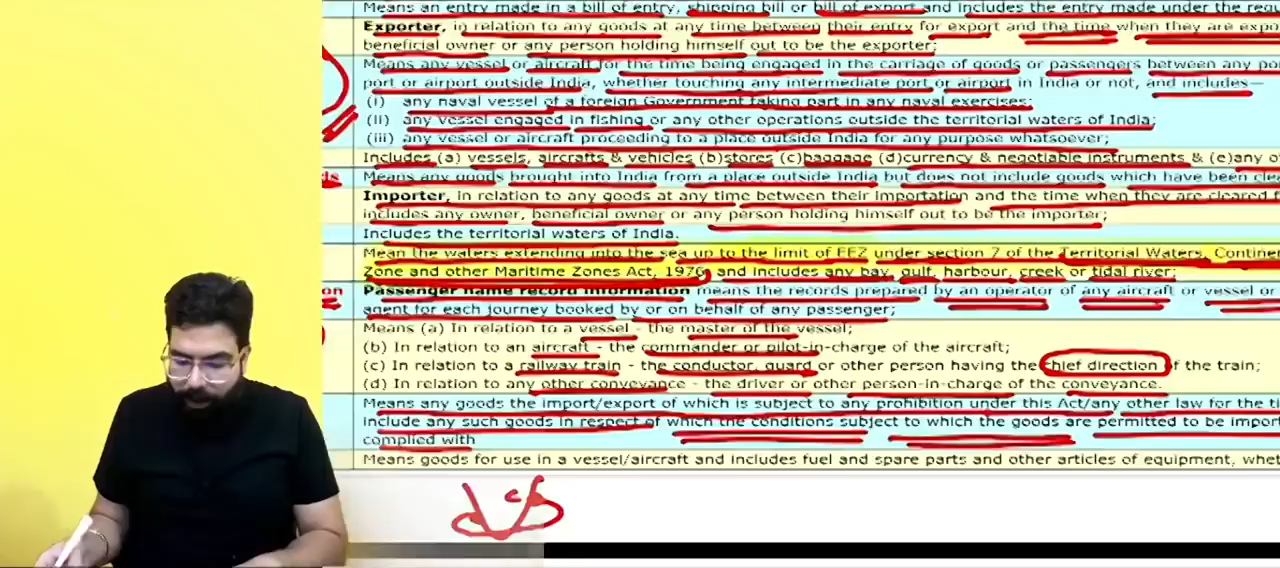 Means an entry made in a bill of entry, shipping bill or bill of export and includes the entry made under the
Exporter, in relation to any goods at any time between their entry for export and the time when they are
beneficial owner or any person holding himself out to be the exporter;
Means any vessel or aircraft for the time being engaged in the carriage of goods or passengers between any
port or airport outside India, whether touching any intermediate port or airport in India or not, and includes
(i) any naval vessel of a foreign Government taking part in any naval exercises;
(ii) any vessel engaged in fishing or any other operations outside the territorial waters of India;
(iii) any vessel or aircraft proceeding to a place outside India for any purpose whatsoever;
Includes (a) vessels, aircrafts & vehicles (b)stores (c)baggage (d)currency & negotiable instruments & (e)any
Means any goods brought into India from a place outside India but does not include goods which have been
Importer, in relation to any goods at any time between their importation and the time when they are cleared
includes any owner, beneficial owner or any person holding himself out to be the importer;
Includes the territorial waters of India.
Mean the waters extending into the sea up to the limit of EEZ under section 7 of the Territorial Waters,
Zone and other Maritime Zones Act, 1976, and includes any bay, gulf, harbour, creek or tidal river;
Passenger name record information means the records prepared by an operator of any aircraft or vessel or
agent for each journey booked by or on behalf of any passenger;
Means (a) In relation to a vessel - the master of the vessel;
(b) In relation to an aircraft - the commander or pilot-in-charge of the aircraft;
(c) In relation to a railway train - the conductor, guard or other person having the chief direction of the train;
(d) In relation to any other conveyance - the driver or other person-in-charge of the conveyance.
Means any goods the import/export of which is subject to any prohibition under this Act/any other law for the
include any such goods in respect of which the conditions subject to which the goods are permitted to be
complied with
Means goods for use in a vessel/aircraft and includes fuel and spare parts and other articles of equipment,